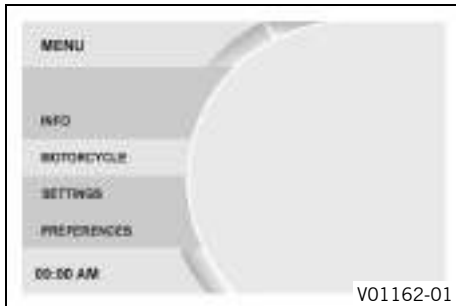 MENU
INFO
MOTORCYCLE
SETTINGS
PREFERENCES
00:00 AM
V01162-01